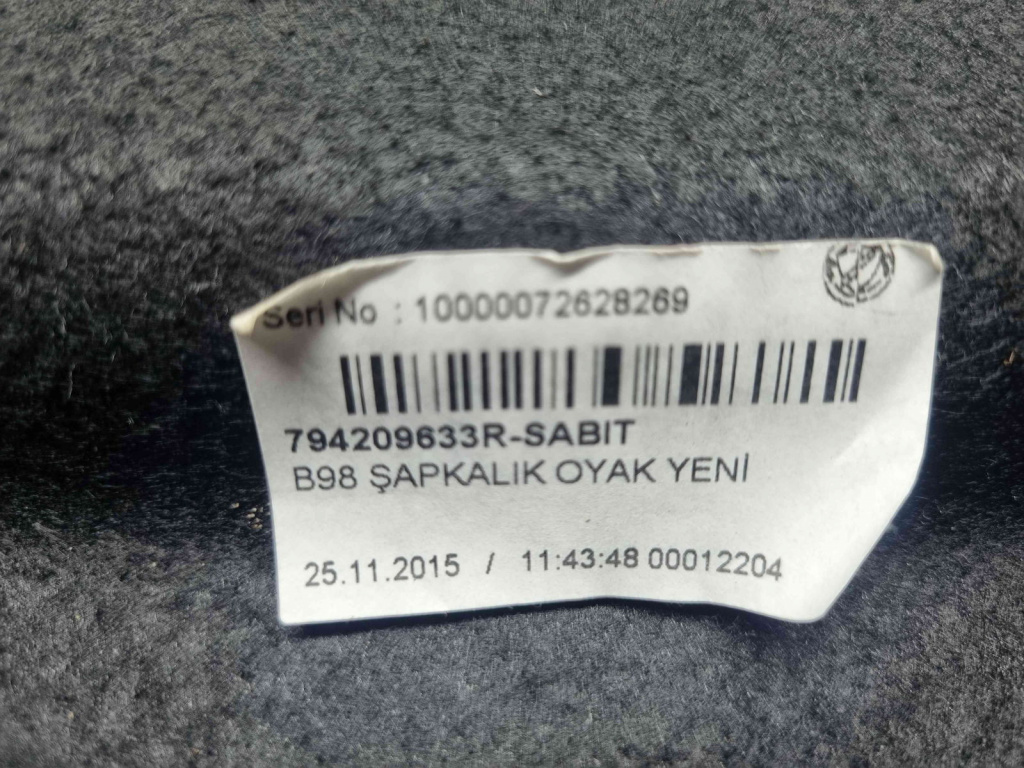 Seri No : 10000072628269
794209633R-SABIT
B98 ŞAPKALIK OYAK YENİ
25.11.2015 / 11:43:48 00012204